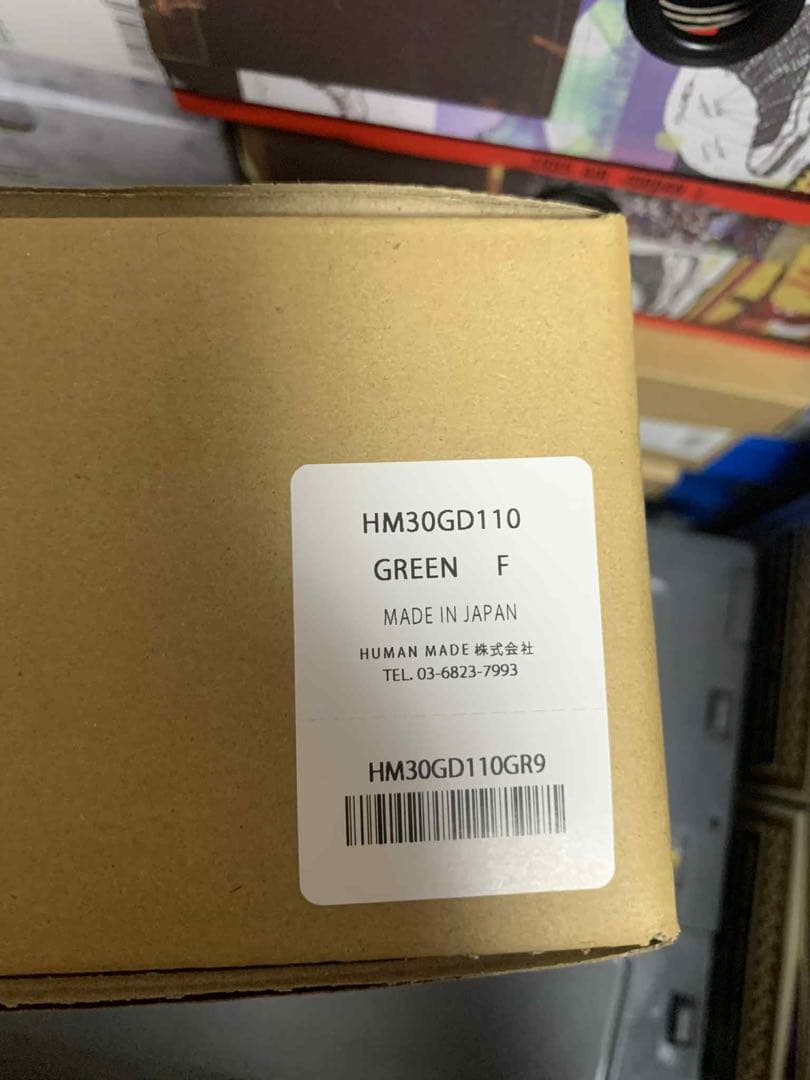 HM30GD110
GREEN F
MADE IN JAPAN
HUMAN MADE 株式会社
TEL. 03-6823-7993
HM30GD110GR9